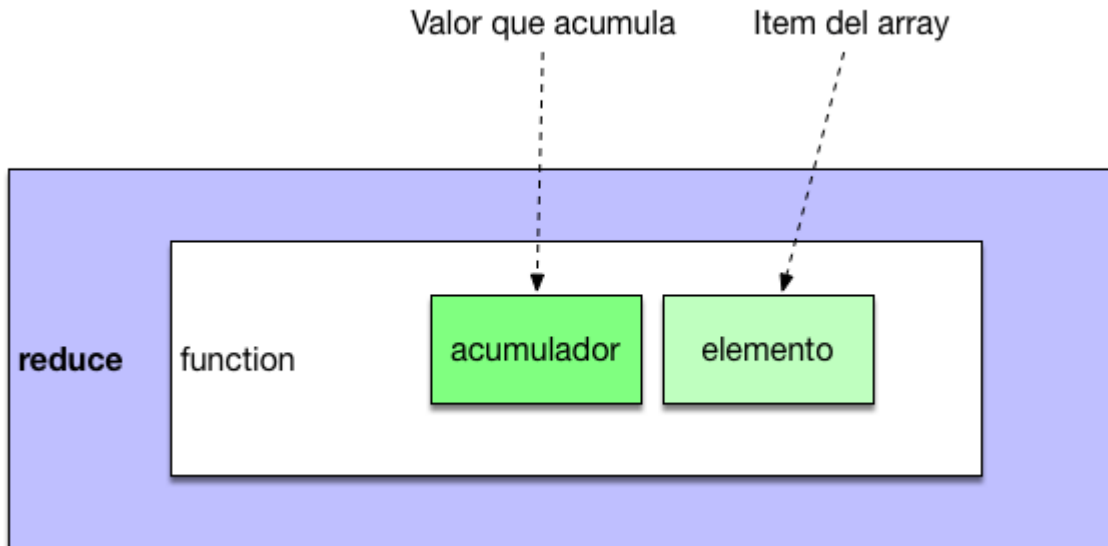 Valor que acumula
Item del array
reduce
function
acumulador
elemento